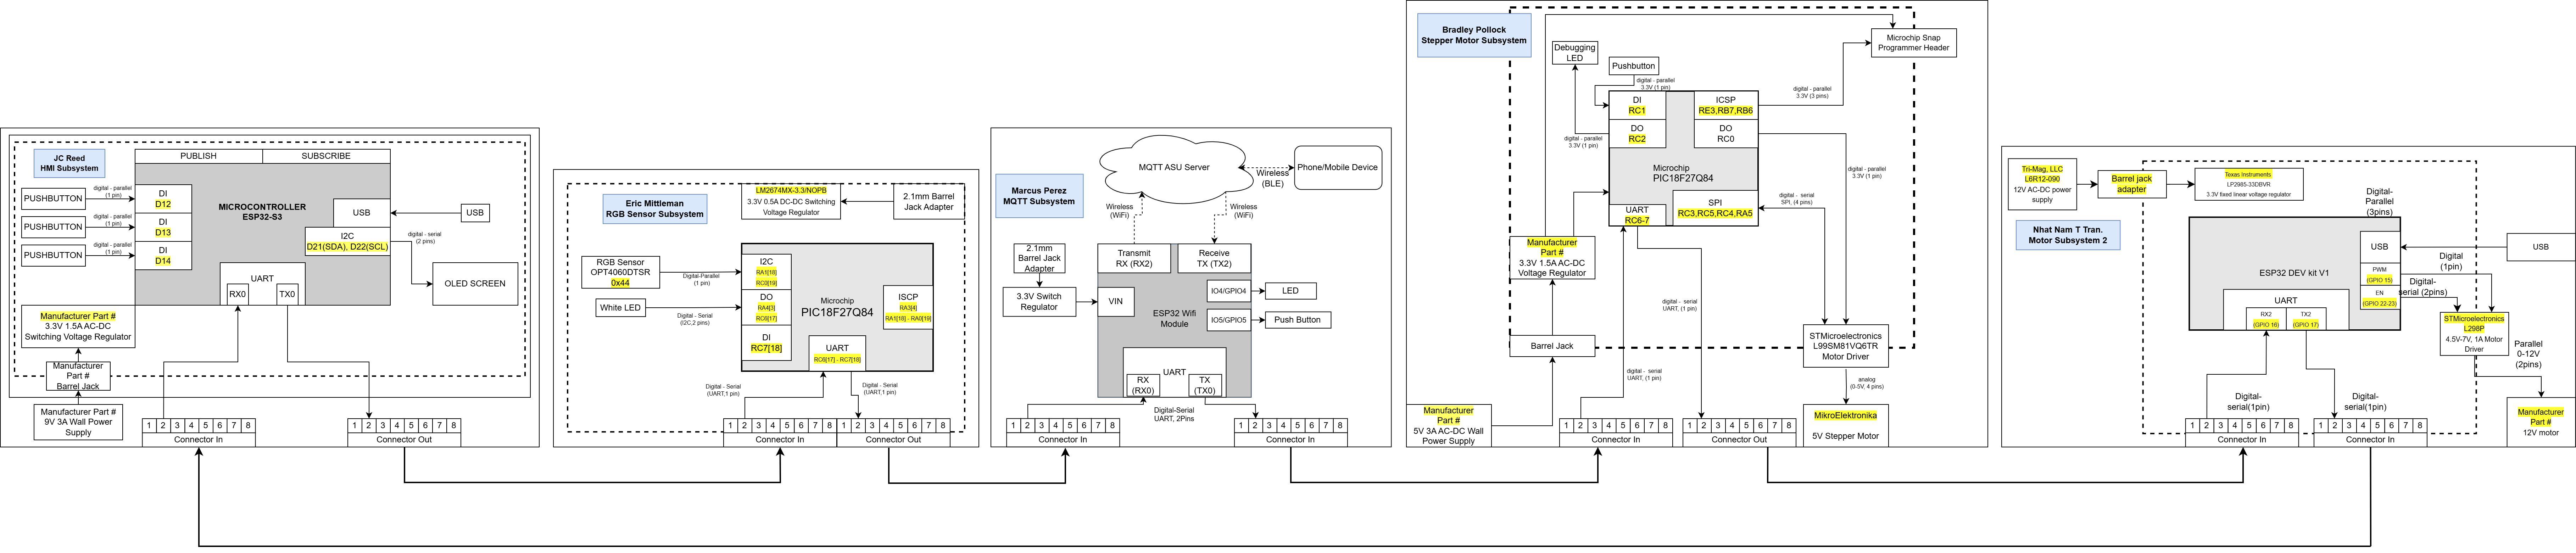 JC Reed
HMI Subsystem
PUBLISH
SUBSCRIBE
PUSHBUTTON
digital - parallel
(1 pin)
DI
D12
PUSHBUTTON
digital - parallel
(1 pin)
DI
D13
PUSHBUTTON
digital - parallel
(1 pin)
DI
D14
MICROCONTROLLER
ESP32-S3
USB
USB
I2C
D21(SDA), D22(SCL)
digital - serial
(2 pins)
OLED SCREEN
UART
RX0
TX0
Manufacturer Part #
3.3V 1.5A AC-DC
Switching Voltage Regulator
Manufacturer
Part #
Barrel Jack
Manufacturer Part #
9V 3A Wall Power
Supply
1 2 3 4 5 6 7 8
Connector In
1 2 3 4 5 6 7 8
Connector Out
Eric Mittleman
RGB Sensor Subsystem
LM2674MX-3.3/NOPB
3.3V 0.5A DC-DC Switching
Voltage Regulator
2.1mm Barrel
Jack Adapter
RGB Sensor
OPT4060DTSR
0x44
Digital-Parallel
(1 pin)
White LED
Digital - Serial
(I2C,2 pins)
I2C
RA1[18]
RC0[19]
DO
RA4[3]
RC6[17]
DI
RC7[18]
Microchip
PIC18F27Q84
ISCP
RA3[4]
RA1[18] - RA0[19]
UART
RC6[17] - RC7[18]
Digital - Serial
(UART,1 pin)
Digital - Serial
(UART,1 pin)
1 2 3 4 5 6 7 8
Connector In
1 2 3 4 5 6 7 8
Connector Out
Marcus Perez
MQTT Subsystem
MQTT ASU Server
Wireless
(BLE)
Phone/Mobile Device
Wireless
(WiFi)
Wireless
(WiFi)
2.1mm
Barrel Jack
Adapter
3.3V Switch
Regulator
Transmit
RX (RX2)
Receive
TX (TX2)
VIN
IO4/GPIO4
LED
IO5/GPIO5
Push Button
ESP32 Wifi
Module
UART
RX
(RX0)
TX
(TX0)
Digital-Serial
UART, 2Pins
1 2 3 4 5 6 7 8
Connector In
1 2 3 4 5 6 7 8
Connector In
Bradley Pollock
Stepper Motor Subsystem
Microchip Snap
Programmer Header
Debugging
LED
Pushbutton
digital - parallel
3.3V (1 pin)
DI
RC1
ICSP
RE3,RB7,RB6
digital - parallel
3.3V (3 pins)
DO
RC2
DO
RC0
digital - parallel
3.3V (1 pin)
digital - parallel
3.3V (1 pin)
Microchip
PIC18F27Q84
UART
RC6-7
SPI
RC3,RC5,RC4,RA5
digital - serial
SPI, (4 pins)
Manufacturer
Part #
3.3V 1.5A AC-DC
Voltage Regulator
digital - serial
UART, (1 pin)
Barrel Jack
STMicroelectronics
L99SM81VQ6TR
Motor Driver
digital - serial
UART, (1 pin)
analog
(0-5V, 4 pins)
Manufacturer
Part #
5V 3A AC-DC Wall
Power Supply
MikroElektronika
5V Stepper Motor
1 2 3 4 5 6 7 8
Connector In
1 2 3 4 5 6 7 8
Connector Out
Tri-Mag, LLC
L6R12-090
12V AC-DC power
supply
Barrel jack
adapter
Texas Instruments
LP2985-33DBVR
3.3V fixed linear voltage regulator
Nhat Nam T Tran.
Motor Subsystem 2
Digital-
Parallel
(3pins)
USB
USB
ESP32 DEV kit V1
PWM
(GPIO 15)
Digital
(1pin)
EN
(GPIO 22-23)
Digital-
serial (2pins)
UART
RX2
(GPIO 16)
TX2
(GPIO 17)
STMicroelectronics
L298P
4.5V-7V, 1A Motor
Driver
Parallel
0-12V
(2pins)
Digital-
serial(1pin)
Digital-
serial(1pin)
Manufacturer
Part #
12V motor
1 2 3 4 5 6 7 8
Connector In
1 2 3 4 5 6 7 8
Connector In